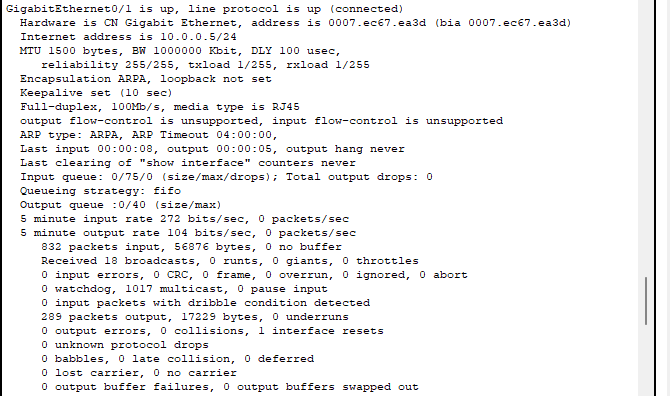 GigabitEthernet0/1 is up, line protocol is up (connected)
Hardware is CN Gigabit Ethernet, address is 0007.ec67.ea3d (bia 0007.ec67.ea3d)
Internet address is 10.0.0.5/24
MTU 1500 bytes, BW 1000000 Kbit, DLY 100 usec,
reliability 255/255, txload 1/255, rxload 1/255
Encapsulation ARPA, loopback not set
Keepalive set (10 sec)
Full-duplex, 100Mb/s, media type is RJ45
output flow-control is unsupported, input flow-control is unsupported
ARP type: ARPA, ARP Timeout 04:00:00,
Last input 00:00:08, output 00:00:05, output hang never
Last clearing of "show interface" counters never
Input queue: 0/75/0 (size/max/drops); Total output drops: 0
Queueing strategy: fifo
Output queue :0/40 (size/max)
5 minute input rate 272 bits/sec, 0 packets/sec
5 minute output rate 104 bits/sec, 0 packets/sec
832 packets input, 56876 bytes, 0 no buffer
Received 18 broadcasts, 0 runts, 0 giants, 0 throttles
0 input errors, 0 CRC, 0 frame, 0 overrun, 0 ignored, 0 abort
0 watchdog, 1017 multicast, 0 pause input
0 input packets with dribble condition detected
289 packets output, 17229 bytes, 0 underruns
0 output errors, 0 collisions, 1 interface resets
0 unknown protocol drops
0 babbles, 0 late collision, 0 deferred
0 lost carrier, 0 no carrier
0 output buffer failures, 0 output buffers swapped out